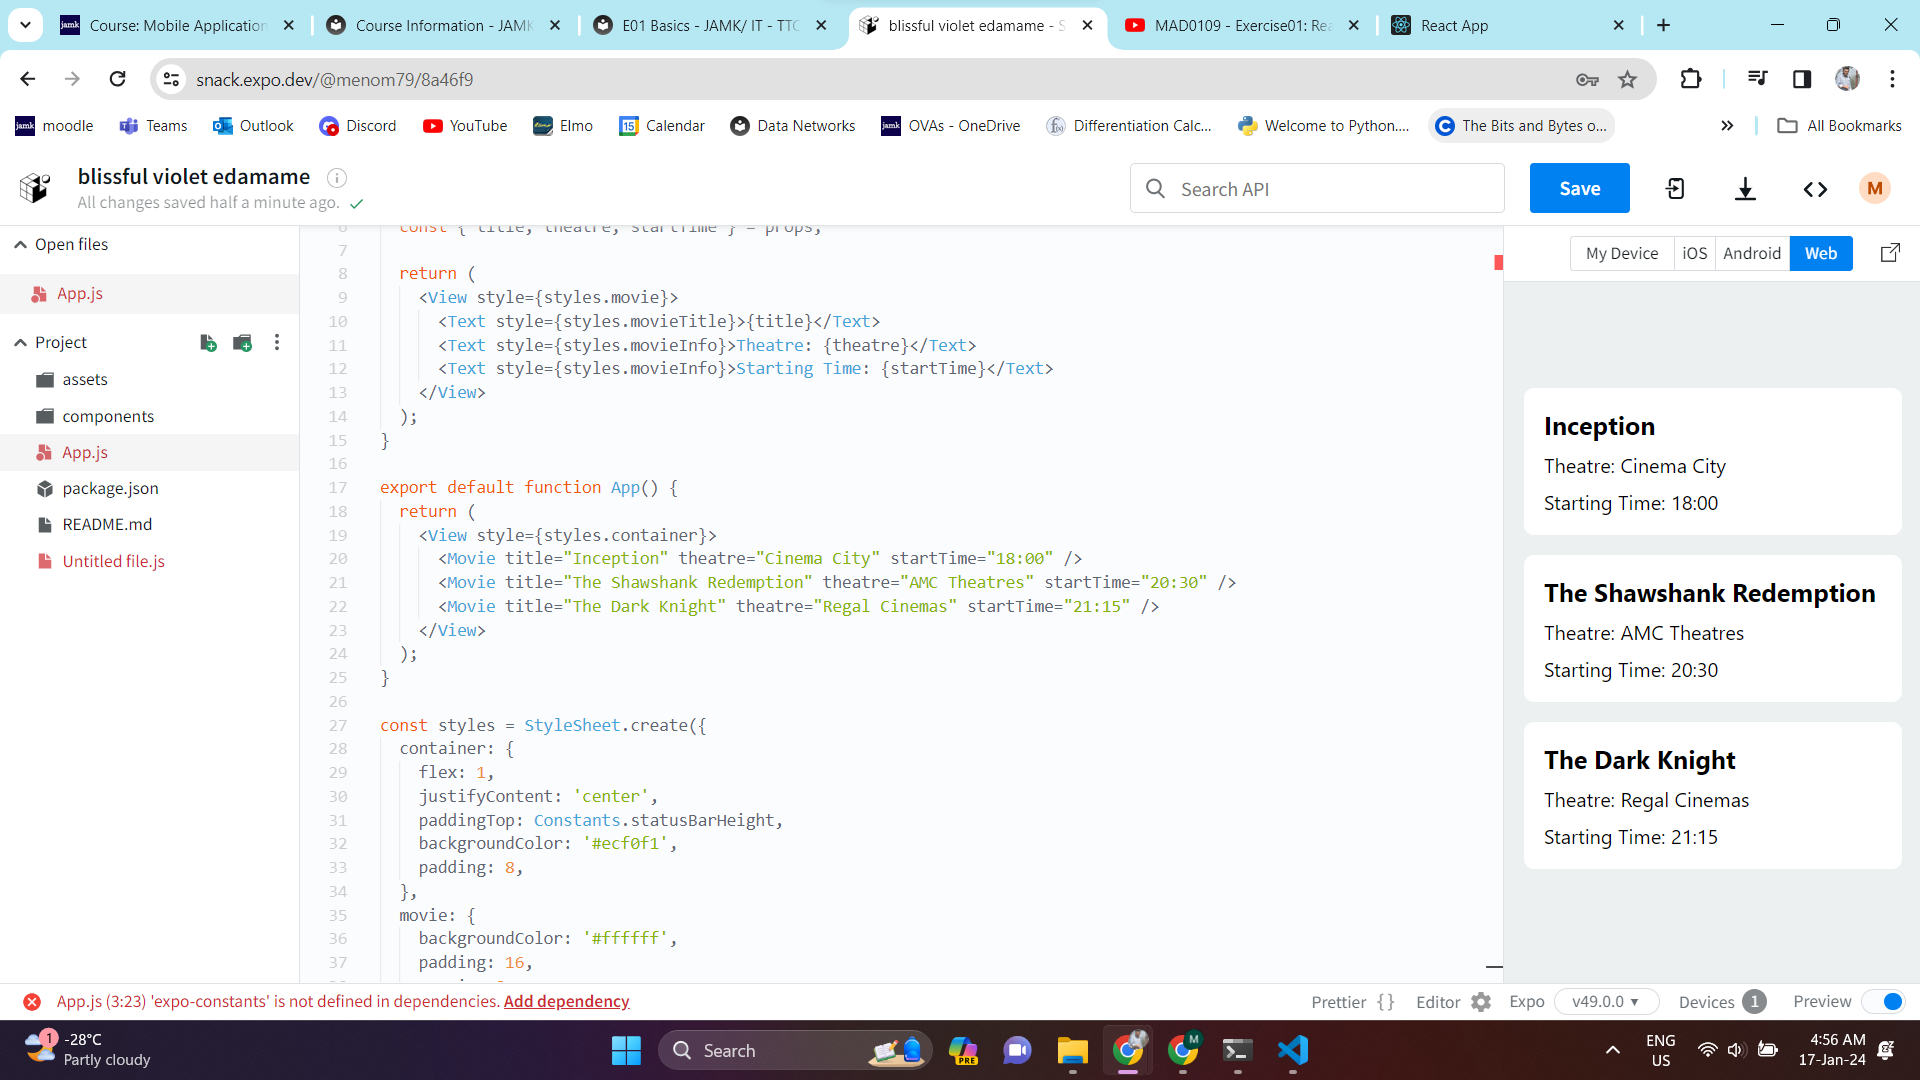 Course: Mobile Application
Course Information - JAMK
E01 Basics - JAMK/ IT - TTC
blissful violet edamame - S
MAD0109 - Exercise01: Rea
React App
snack.expo.dev/@menom79/8a46f9
jamk moodle
Teams
Outlook
Discord
YouTube
Elmo
Calendar
Data Networks
jamk OVAs - OneDrive
Differentiation Calc...
Welcome to Python....
The Bits and Bytes o...
All Bookmarks
blissful violet edamame
All changes saved half a minute ago.
Search API
Save
M
Open files
App.js
Project
assets
components
App.js
package.json
README.md
Untitled file.js
6 const { title, theatre, startTime } = props;
7
8 return (
9 <View style={styles.movie}>
10 <Text style={styles.movieTitle}>{title}</Text>
11 <Text style={styles.movieInfo}>Theatre: {theatre}</Text>
12 <Text style={styles.movieInfo}>Starting Time: {startTime}</Text>
13 </View>
14 );
15 }
16
17 export default function App() {
18 return (
19 <View style={styles.container}>
20 <Movie title="Inception" theatre="Cinema City" startTime="18:00" />
21 <Movie title="The Shawshank Redemption" theatre="AMC Theatres" startTime="20:30" />
22 <Movie title="The Dark Knight" theatre="Regal Cinemas" startTime="21:15" />
23 </View>
24 );
25 }
26
27 const styles = StyleSheet.create({
28 container: {
29 flex: 1,
30 justifyContent: 'center',
31 paddingTop: Constants.statusBarHeight,
32 backgroundColor: '#ecf0f1',
33 padding: 8,
34 },
35 movie: {
36 backgroundColor: '#ffffff',
37 padding: 16,
My Device
iOS
Android
Web
Inception
Theatre: Cinema City
Starting Time: 18:00
The Shawshank Redemption
Theatre: AMC Theatres
Starting Time: 20:30
The Dark Knight
Theatre: Regal Cinemas
Starting Time: 21:15
App.js (3:23) 'expo-constants' is not defined in dependencies. Add dependency
Prettier {}
Editor
Expo
v49.0.0
Devices 1
Preview
1
-28°C
Partly cloudy
Search
PRE
M
ENG
US
4:56 AM
17-Jan-24